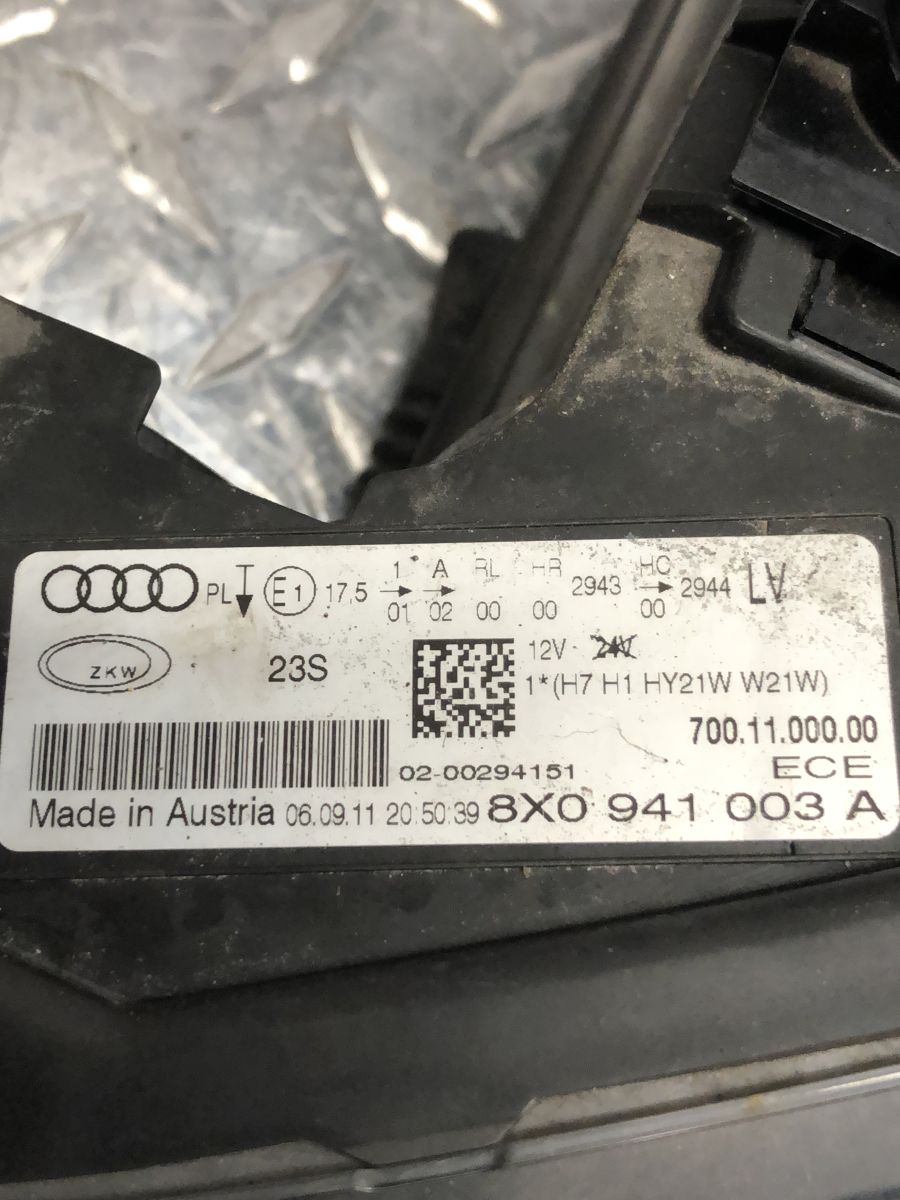 PL E1 17,5 1 01 A 02 RL 00 HR 00 2943 HC 00 2944 LV
ZKW 23S 12V 24V
1*(H7 H1 HY21W W21W)
700.11.000.00
02-00294151 ECE
Made in Austria 06.09.11 20:50:39 8X0 941 003 A